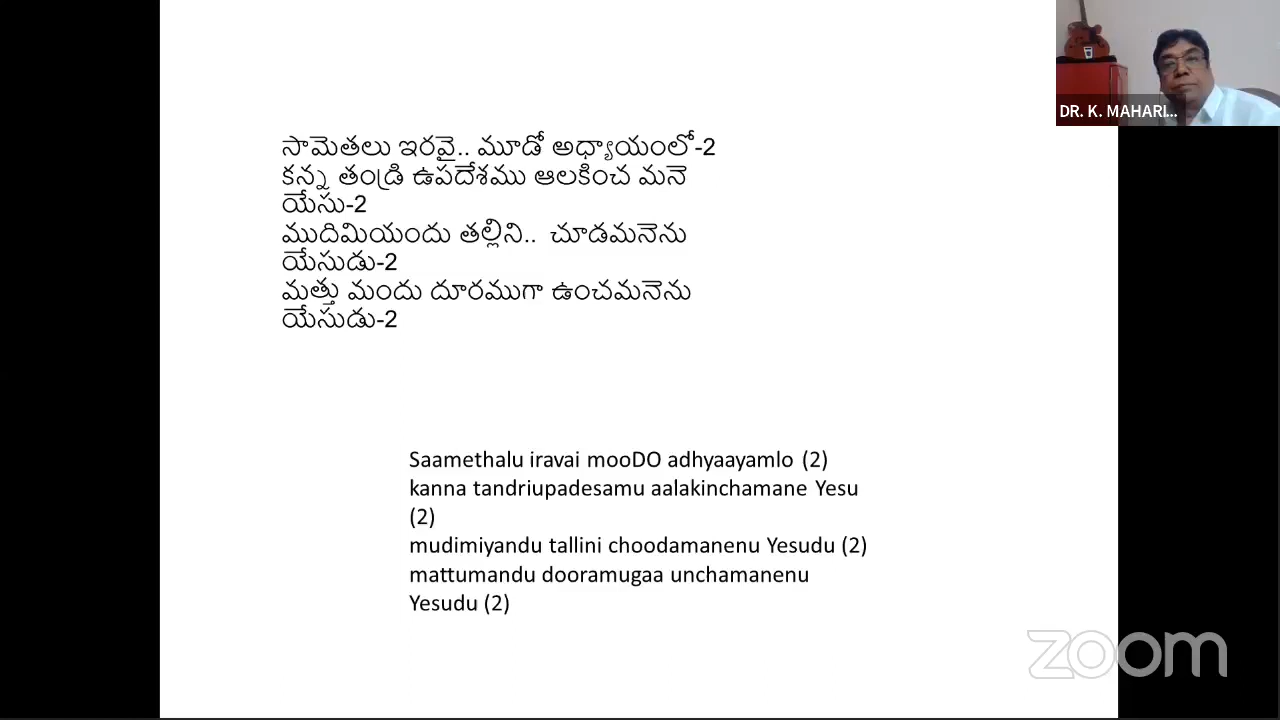 సామెతలు ఇరవై.. మూడో అధ్యాయంలో-2
కన్న తండ్రి ఉపదేశము ఆలకించ మనె
యేసు-2
ముదిమియందు తల్లిని.. చూడమనెను
యేసుడు-2
మత్తు మందు దూరముగా ఉంచమనెను
యేసుడు-2
Saamethalu iravai mooDO adhyaayamlo (2)
kanna tandriupadesamu aalakinchamane Yesu
(2)
mudimiyandu tallini choodamanenu Yesudu (2)
mattumandu dooramugaa unchamanenu
Yesudu (2)
DR. K. MAHARI...
zoom